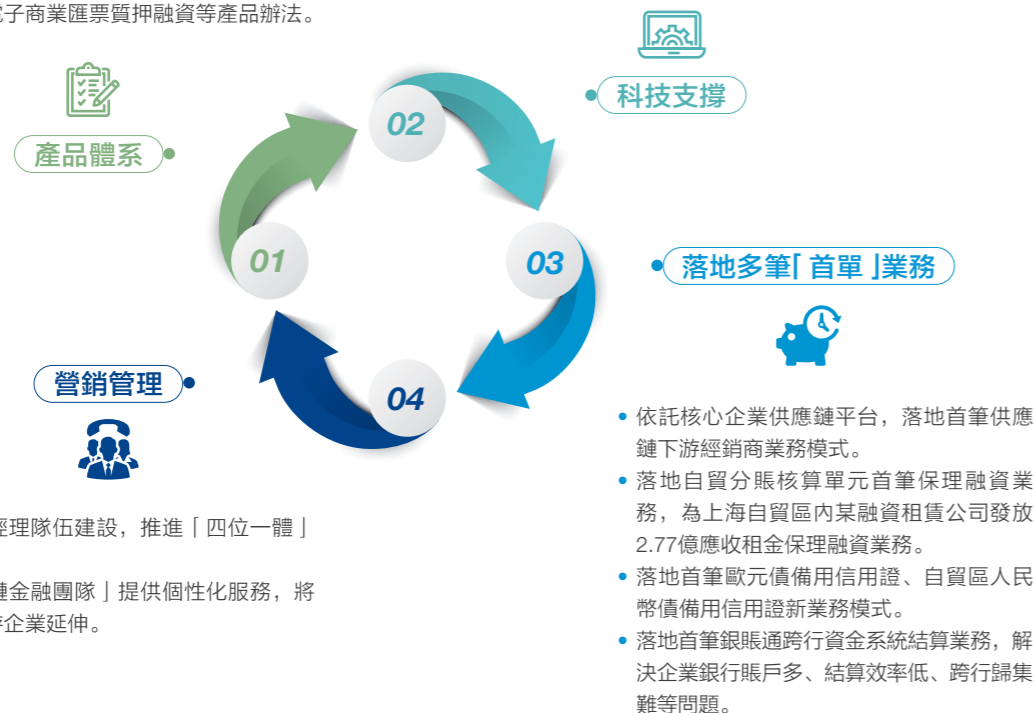 電子商業匯票質押融資等產品辦法。
產品體系
01
02
科技支撐
03
落地多筆「首單」業務
• 依託核心企業供應鏈平台，落地首筆供應
鏈下游經銷商業務模式。
• 落地自貿分賬核算單元首筆保理融資業
務，為上海自貿區內某融資租賃公司發放
2.77億應收租金保理融資業務。
• 落地首筆歐元債備用信用證、自貿區人民
幣債備用信用證新業務模式。
• 落地首筆銀賬通跨行資金系統結算業務，解
決企業銀行賬戶多、結算效率低、跨行歸集
難等問題。
04
營銷管理
經理隊伍建設，推進「四位一體」
鏈金融團隊」提供個性化服務，將
企業延伸。